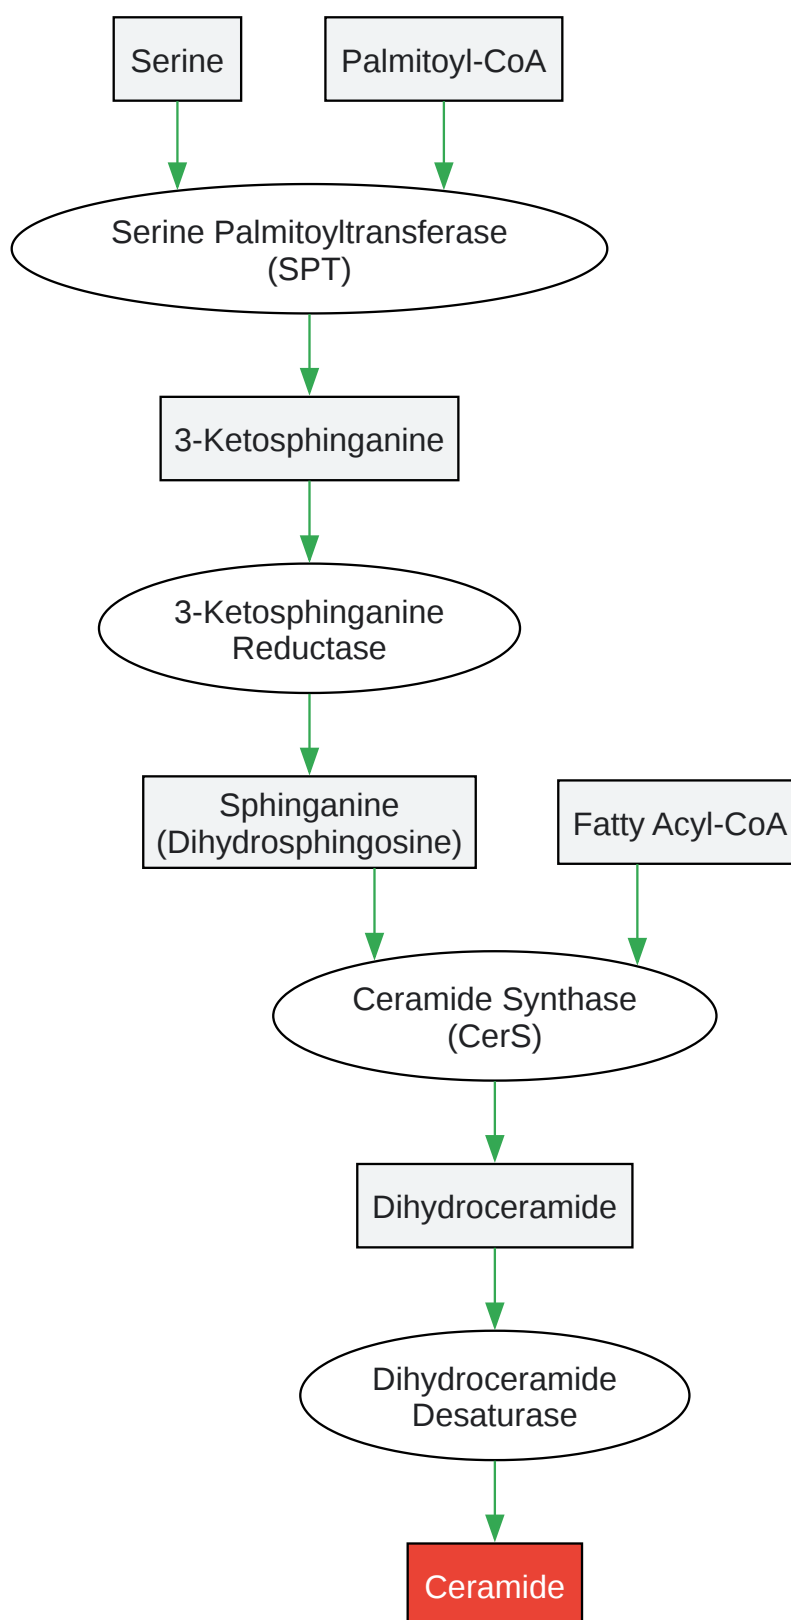 Serine
Palmitoyl-CoA
Serine Palmitoyltransferase
(SPT)
3-Ketosphinganine
3-Ketosphinganine
Reductase
Sphinganine
(Dihydrosphingosine)
Fatty Acyl-CoA
Ceramide Synthase
(CerS)
Dihydroceramide
Dihydroceramide
Desaturase
Ceramide